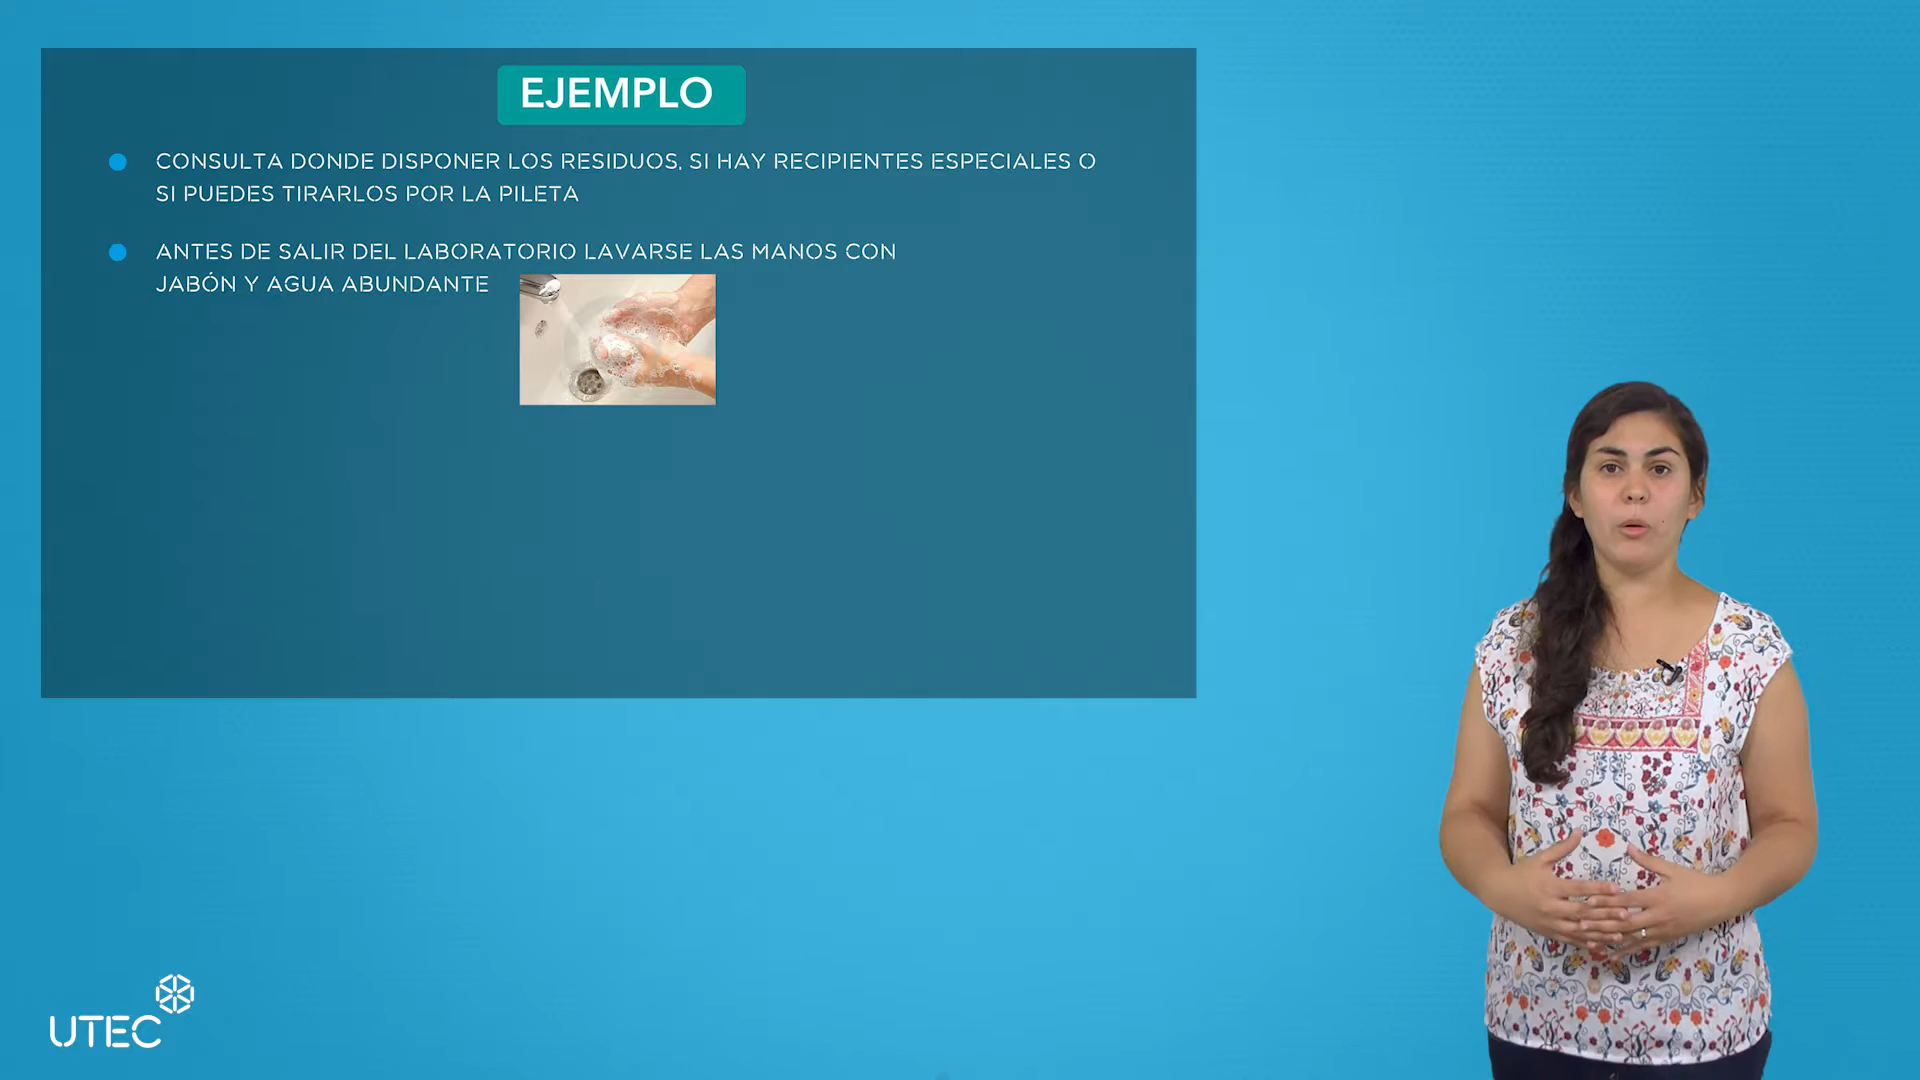 EJEMPLO
CONSULTA DONDE DISPONER LOS RESIDUOS, SI HAY RECIPIENTES ESPECIALES O
SI PUEDES TIRARLOS POR LA PILETA
ANTES DE SALIR DEL LABORATORIO LAVARSE LAS MANOS CON
JABÓN Y AGUA ABUNDANTE
UTEC